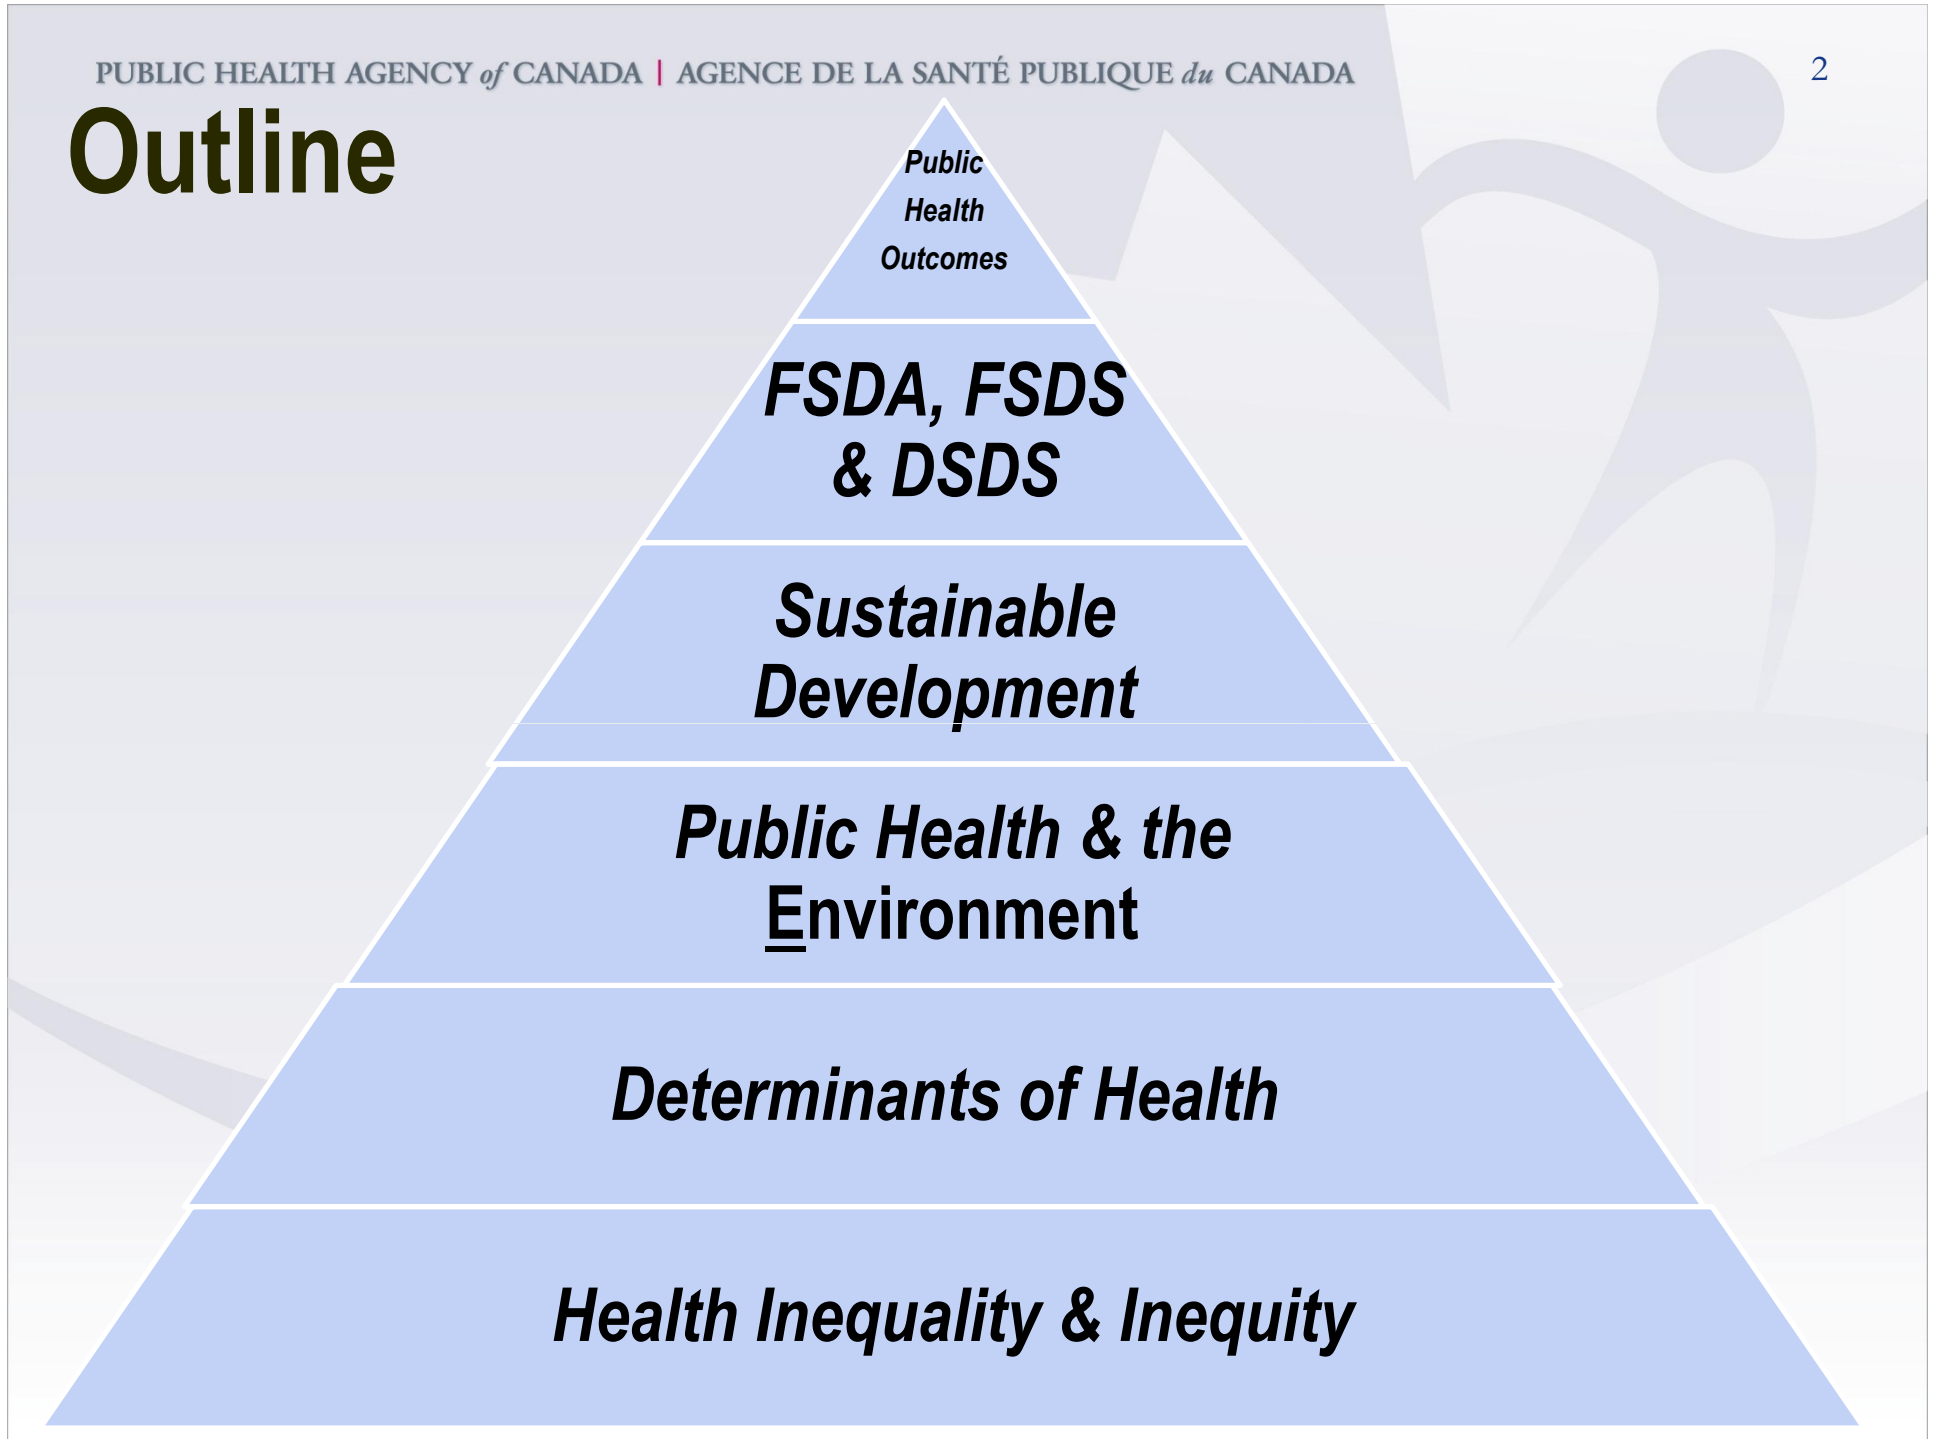 PUBLIC HEALTH AGENCY of CANADA | AGENCE DE LA SANTÉ PUBLIQUE du CANADA
2
Outline
Public
Health
Outcomes
FSDA, FSDS
& DSDS
Sustainable
Development
Public Health & the
Environment
Determinants of Health
Health Inequality & Inequity